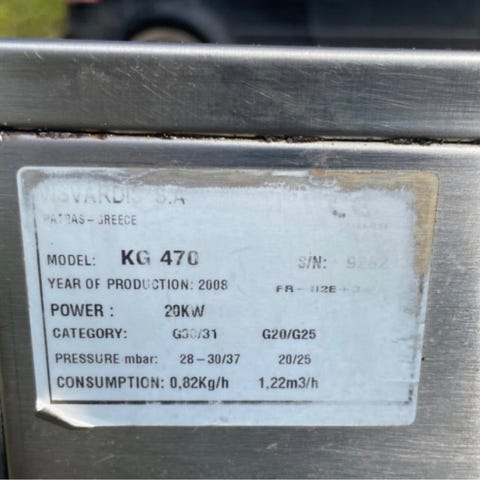 VISVARDIS S.A
PATRAS-GREECE
MODEL: KG 470 S/N:
YEAR OF PRODUCTION: 2008
POWER: 20KW
CATEGORY: G30/31 G20/G25
PRESSURE mbar: 28-30/37 20/25
CONSUMPTION: 0,82Kg/h 1,22m3/h